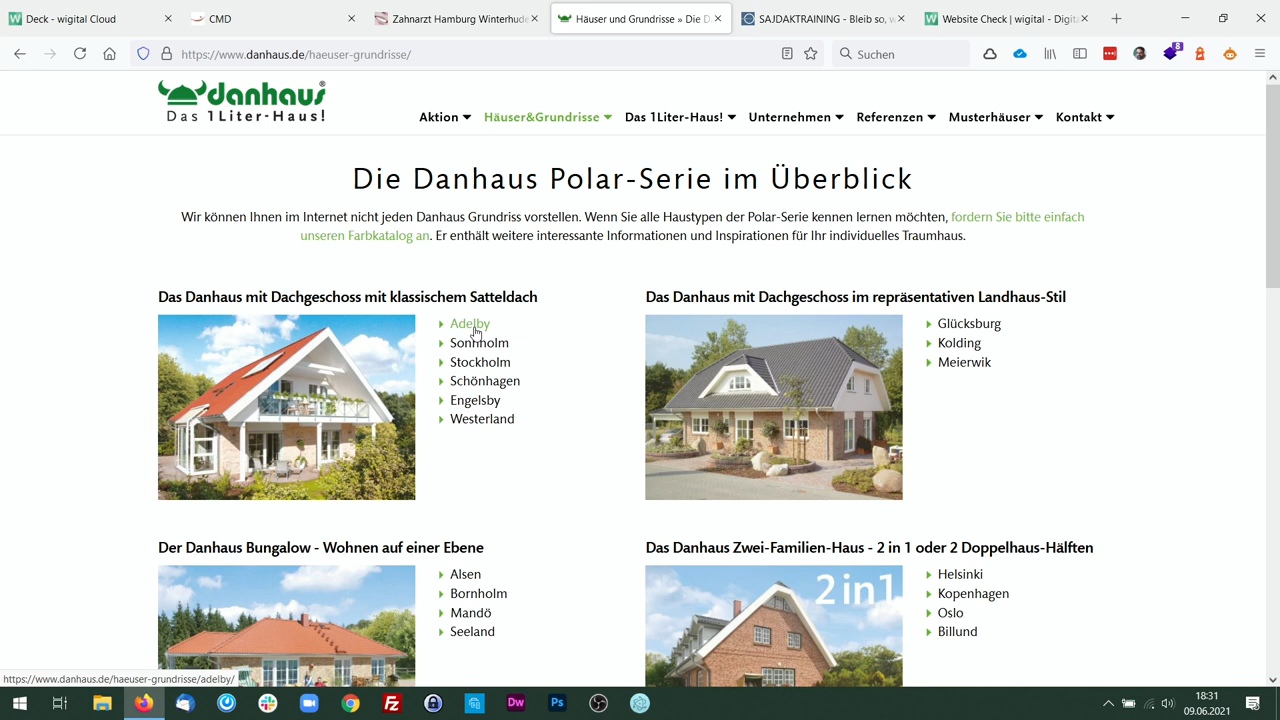 Deck - wigital Cloud
CMD
Zahnarzt Hamburg Winterhude
Häuser und Grundrisse » Die D
SAJDAKTRAINING - Bleib so, w
Website Check | wigital - Digita
https://www.danhaus.de/haeuser-grundrisse/
Suchen
8
danhaus®
Das 1Liter-Haus!
Aktion
Häuser&Grundrisse
Das 1Liter-Haus!
Unternehmen
Referenzen
Musterhäuser
Kontakt
Die Danhaus Polar-Serie im Überblick
Wir können Ihnen im Internet nicht jeden Danhaus Grundriss vorstellen. Wenn Sie alle Haustypen der Polar-Serie kennen lernen möchten, fordern Sie bitte einfach
unseren Farbkatalog an. Er enthält weitere interessante Informationen und Inspirationen für Ihr individuelles Traumhaus.
Das Danhaus mit Dachgeschoss mit klassischem Satteldach
Adelby
Sonnholm
Stockholm
Schönhagen
Engelsby
Westerland
Das Danhaus mit Dachgeschoss im repräsentativen Landhaus-Stil
Glücksburg
Kolding
Meierwik
Der Danhaus Bungalow - Wohnen auf einer Ebene
Alsen
Bornholm
Mandö
Seeland
Das Danhaus Zwei-Familien-Haus - 2 in 1 oder 2 Doppelhaus-Hälften
2in1
Helsinki
Kopenhagen
Oslo
Billund
https://www.danhaus.de/haeuser-grundrisse/adelby/
Dw
Ps
18:31
09.06.2021